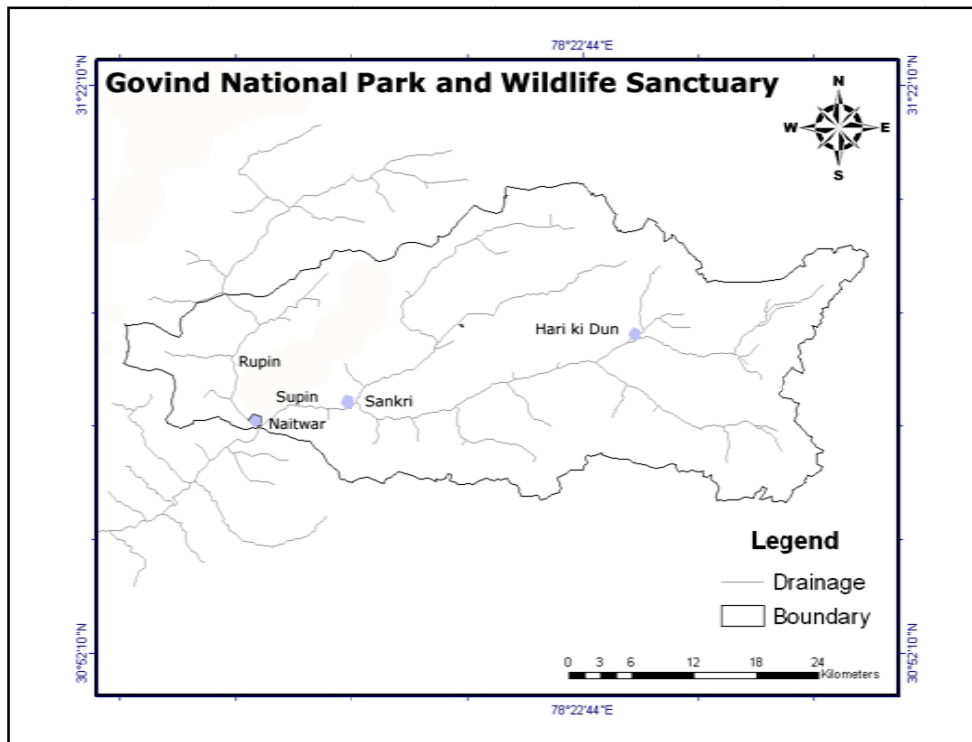 78°22'44"E
Govind National Park and Wildlife Sanctuary
31°22'10"N
31°22'10"N
N
W E
S
Hari ki Dun
Rupin
Supin
Sankri
Naitwar
Legend
Drainage
Boundary
30°52'10"N
30°52'10"N
0 3 6 12 18 24
Kilometers
78°22'44"E